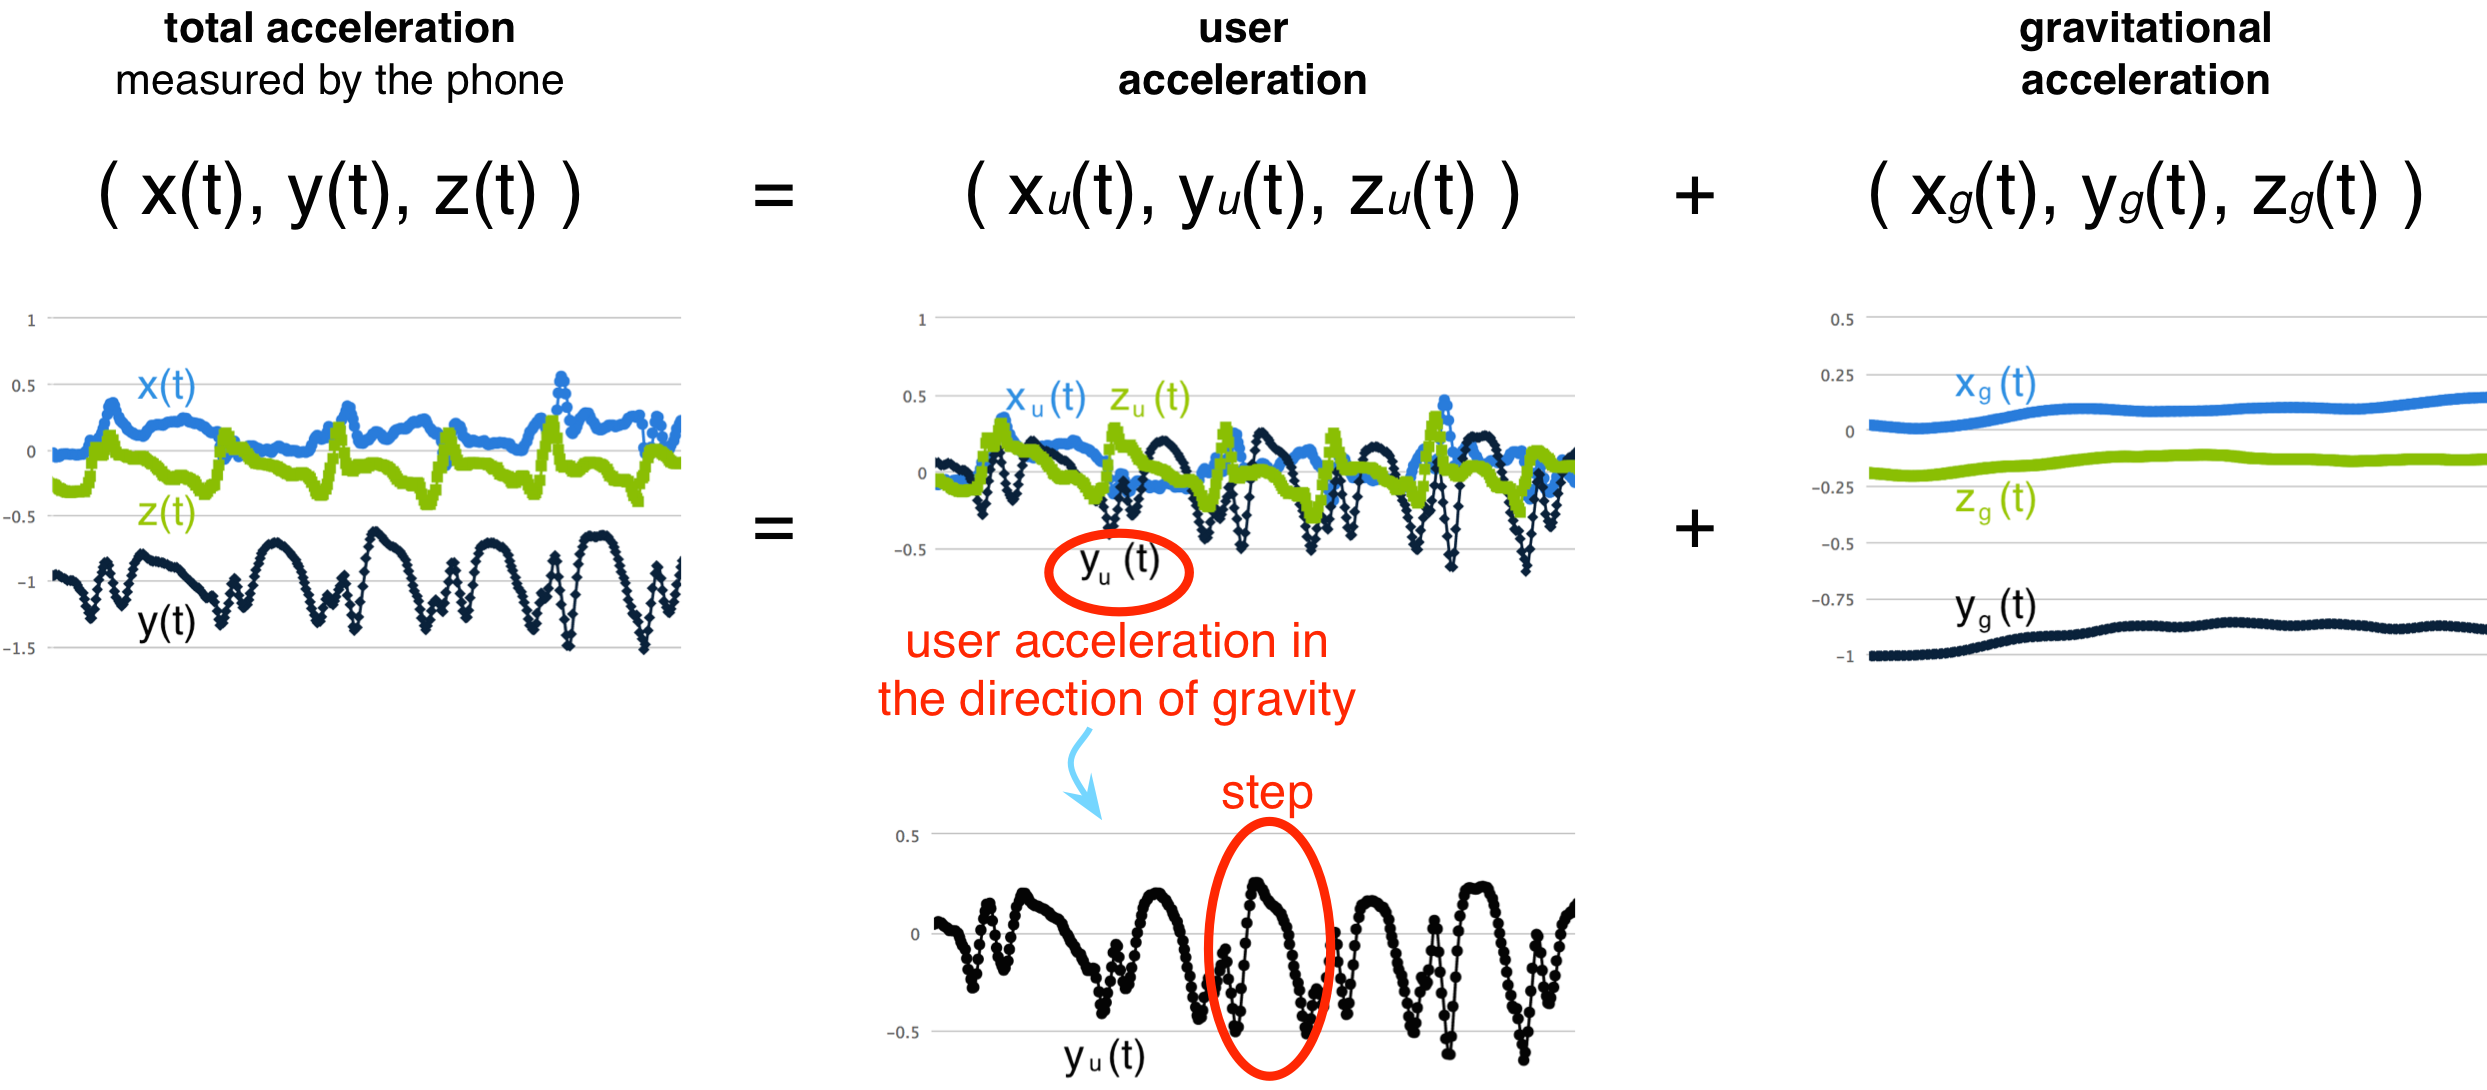 total acceleration
measured by the phone
user
acceleration
gravitational
acceleration
( x(t), y(t), z(t) ) = ( xu(t), yu(t), zu(t) ) + ( xg(t), yg(t), zg(t) )
1
0.5
0
−0.5
−1
−1.5
x(t)
z(t)
y(t)
=
1
0.5
0
−0.5
xu(t)
zu(t)
yu(t)
+
0.5
0.25
0
−0.25
−0.5
−0.75
−1
xg(t)
zg(t)
yg(t)
user acceleration in
the direction of gravity
step
0.5
0
−0.5
yu(t)